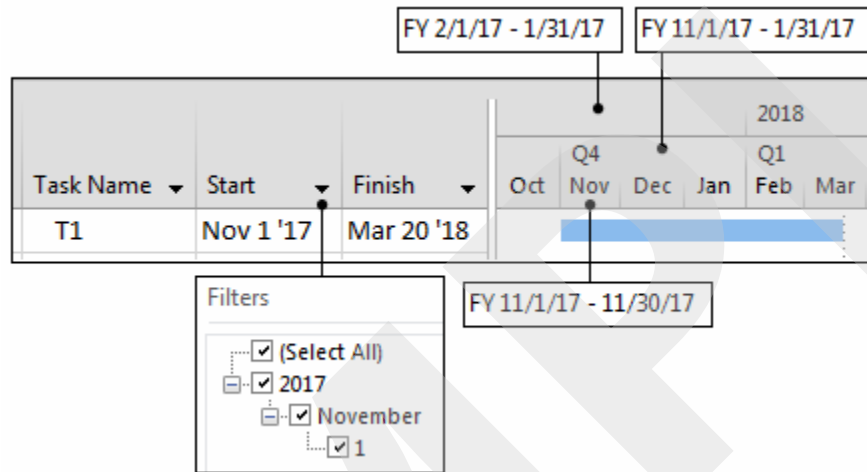 FY 2/1/17 - 1/31/17
FY 11/1/17 - 1/31/17
2018
Q4
Q1
Task Name
Start
Finish
Oct
Nov
Dec
Jan
Feb
Mar
T1
Nov 1 '17
Mar 20 '18
Filters
FY 11/1/17 - 11/30/17
(Select All)
2017
November
1